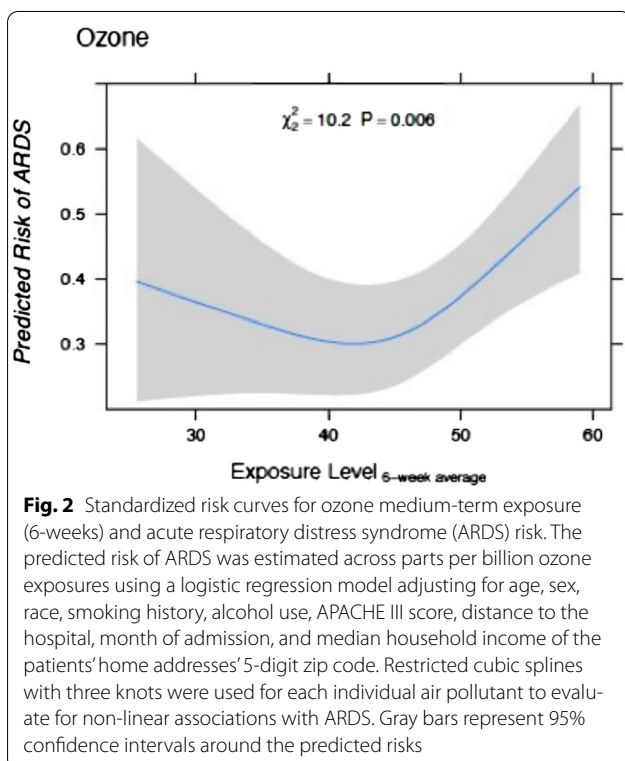 Ozone
χ²₂ = 10.2 P = 0.006
Predicted Risk of ARDS
0.6
0.5
0.4
0.3
30 40 50 60
Exposure Level 6-week average
Fig. 2 Standardized risk curves for ozone medium-term exposure
(6-weeks) and acute respiratory distress syndrome (ARDS) risk. The
predicted risk of ARDS was estimated across parts per billion ozone
exposures using a logistic regression model adjusting for age, sex,
race, smoking history, alcohol use, APACHE III score, distance to the
hospital, month of admission, and median household income of the
patients’ home addresses’ 5-digit zip code. Restricted cubic splines
with three knots were used for each individual air pollutant to evalu-
ate for non-linear associations with ARDS. Gray bars represent 95%
confidence intervals around the predicted risks